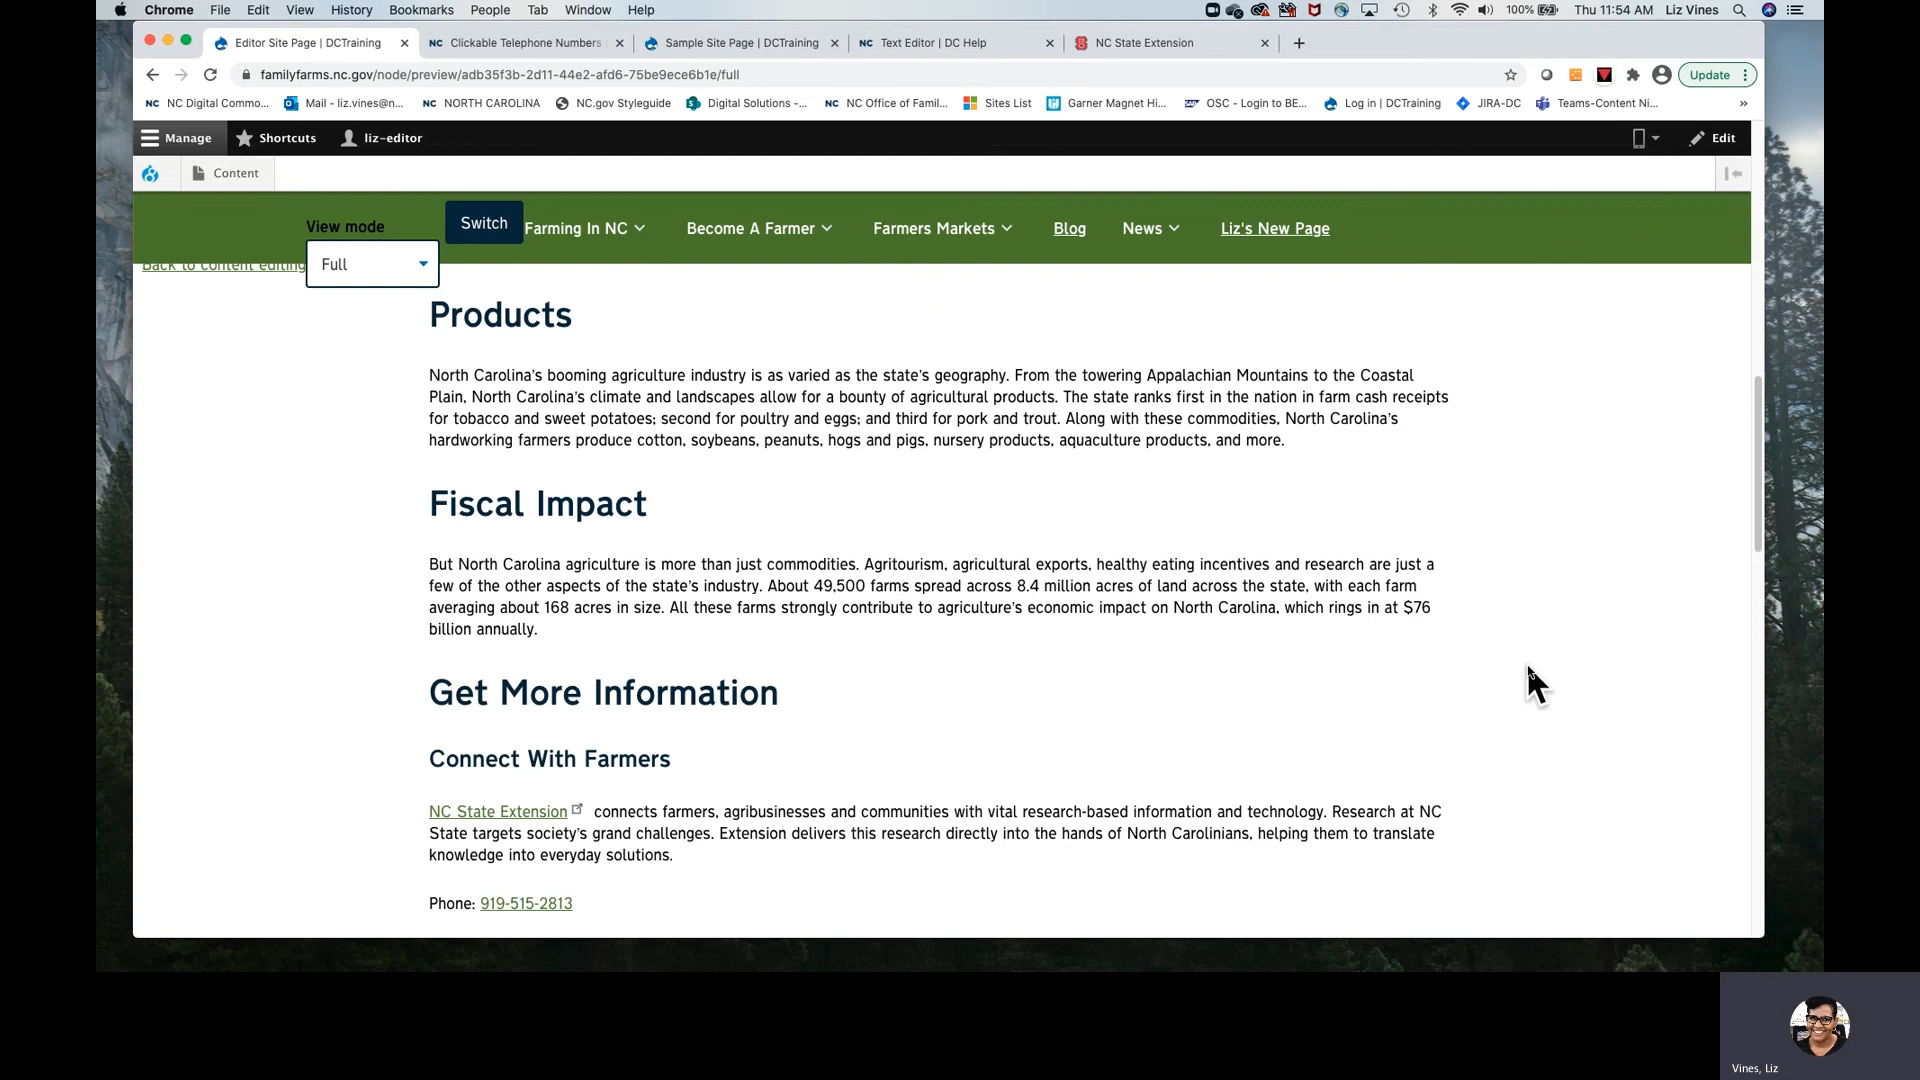 Chrome File Edit View History Bookmarks People Tab Window Help 100% Thu 11:54 AM Liz Vines
Editor Site Page | DCTraining Clickable Telephone Numbers Sample Site Page | DCTraining NC Text Editor | DC Help NC State Extension
familyfarms.nc.gov/node/preview/adb35f3b-2d11-44e2-afd6-75be9ece6b1e/full Update
NC Digital Commo... Mail - liz.vines@n... NORTH CAROLINA NC.gov Styleguide Digital Solutions -... NC Office of Famil... Sites List Garner Magnet Hi... OSC - Login to BE... Log in | DCTraining JIRA-DC Teams-Content Ni... »
Manage Shortcuts liz-editor Edit
Content
View mode Switch Farming In NC Become A Farmer Farmers Markets Blog News Liz's New Page
Back to content editing Full
Products
North Carolina's booming agriculture industry is as varied as the state's geography. From the towering Appalachian Mountains to the Coastal
Plain, North Carolina's climate and landscapes allow for a bounty of agricultural products. The state ranks first in the nation in farm cash receipts
for tobacco and sweet potatoes; second for poultry and eggs; and third for pork and trout. Along with these commodities, North Carolina's
hardworking farmers produce cotton, soybeans, peanuts, hogs and pigs, nursery products, aquaculture products, and more.
Fiscal Impact
But North Carolina agriculture is more than just commodities. Agritourism, agricultural exports, healthy eating incentives and research are just a
few of the other aspects of the state's industry. About 49,500 farms spread across 8.4 million acres of land across the state, with each farm
averaging about 168 acres in size. All these farms strongly contribute to agriculture's economic impact on North Carolina, which rings in at $76
billion annually.
Get More Information
Connect With Farmers
NC State Extension connects farmers, agribusinesses and communities with vital research-based information and technology. Research at NC
State targets society's grand challenges. Extension delivers this research directly into the hands of North Carolinians, helping them to translate
knowledge into everyday solutions.
Phone: 919-515-2813
Vines, Liz